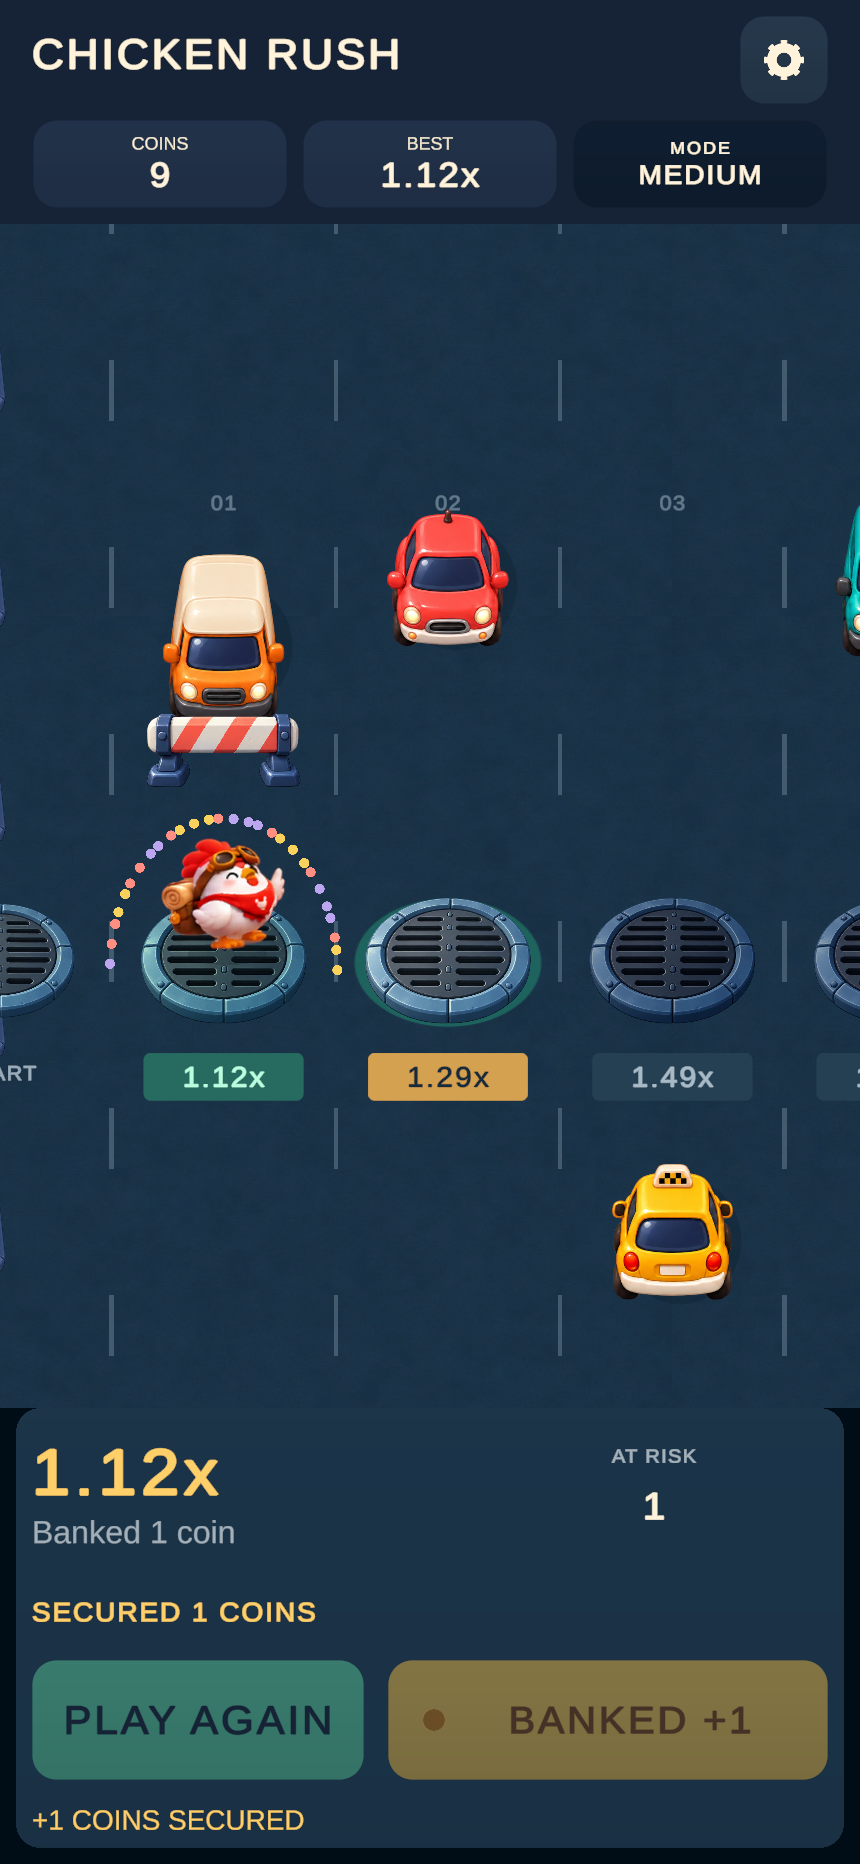 CHICKEN RUSH
COINS
9
BEST
1.12x
MODE
MEDIUM
01
02
03
ART
1.12x
1.29x
1.49x
1.12x
Banked 1 coin
AT RISK
1
SECURED 1 COINS
PLAY AGAIN
BANKED +1
+1 COINS SECURED